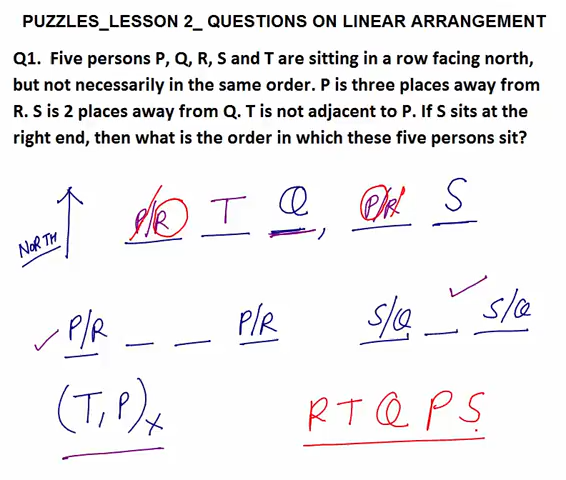 PUZZLES_LESSON 2_ QUESTIONS ON LINEAR ARRANGEMENT
Q1. Five persons P, Q, R, S and T are sitting in a row facing north,
but not necessarily in the same order. P is three places away from
R. S is 2 places away from Q. T is not adjacent to P. If S sits at the
right end, then what is the order in which these five persons sit?
NORTH P/R T Q, P/R S
P/R _ _ P/R S/Q _ S/Q
(T, P) x R T Q P S